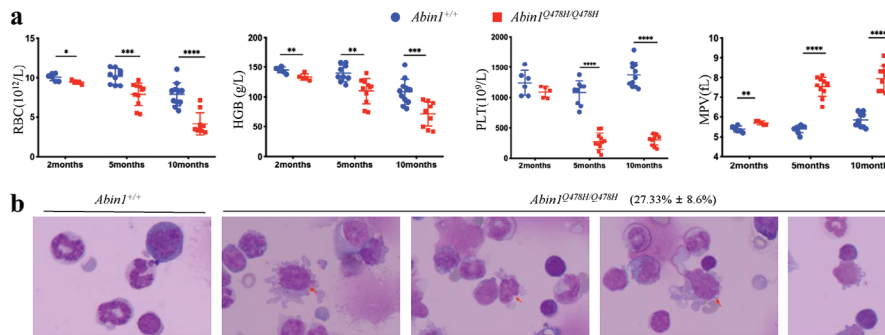 a
Abin1+/+ Abin1Q478H/Q478H
RBC(10¹²/L)
15
10
5
0
* *** ****
2months 5months 10months
HGB (g/L)
200
150
100
50
0
** ** ***
2months 5months 10months
PLT(10⁹/L)
2000
1500
1000
500
0
**** ****
2months 5months 10months
MPV(fL)
10
9
8
7
6
5
4
** **** ****
2months 5months 10months
b
Abin1+/+ Abin1Q478H/Q478H (27.33% ± 8.6%)